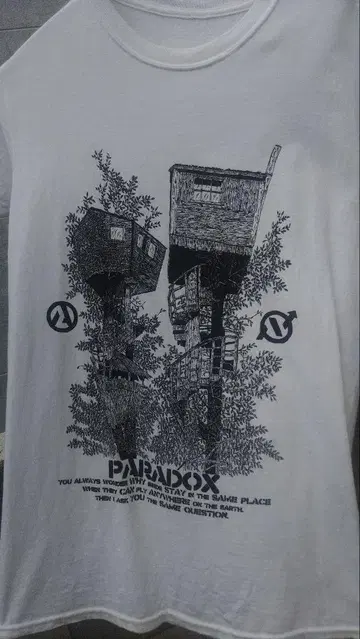 PARADOX
YOU ALWAYS WONDER WHY BIRDS STAY IN THE SAME PLACE
WHEN THEY CAN FLY ANYWHERE ON THE EARTH.
THEN I ASK YOU THE SAME QUESTION.